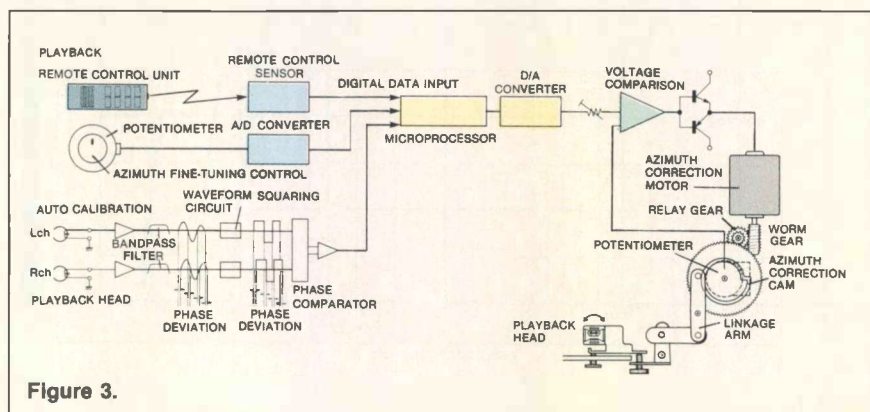 PLAYBACK
REMOTE CONTROL UNIT
REMOTE CONTROL
SENSOR
DIGITAL DATA INPUT
D/A
CONVERTER
VOLTAGE
COMPARISON
POTENTIOMETER
A/D CONVERTER
MICROPROCESSOR
AZIMUTH FINE-TUNING CONTROL
AZIMUTH
CORRECTION
MOTOR
WAVEFORM SQUARING
CIRCUIT
AUTO CALIBRATION
Lch
BANDPASS
FILTER
RELAY GEAR
WORM
GEAR
POTENTIOMETER
AZIMUTH
CORRECTION
CAM
Rch
PLAYBACK HEAD
PHASE
COMPARATOR
PHASE
DEVIATION
PHASE
DEVIATION
PLAYBACK
HEAD
LINKAGE
ARM
Figure 3.